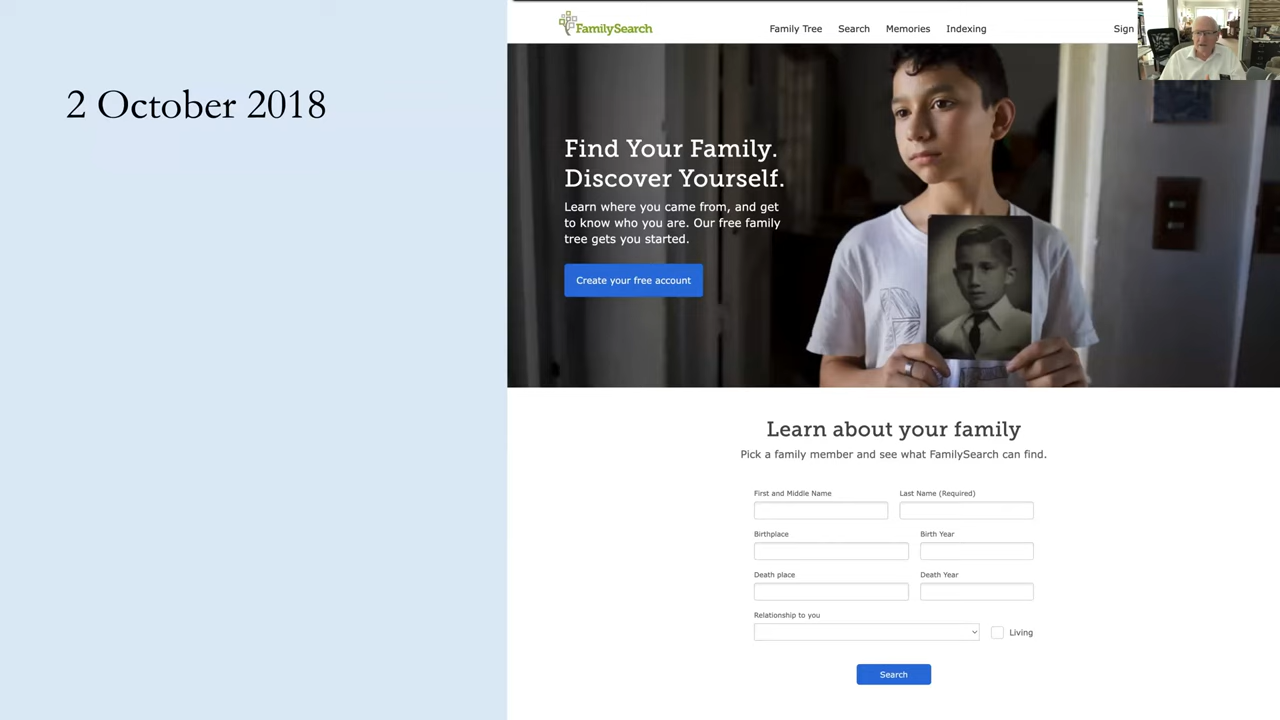 2 October 2018
FamilySearch
Family Tree
Search
Memories
Indexing
Sign
Find Your Family.
Discover Yourself.
Learn where you came from, and get
to know who you are. Our free family
tree gets you started.
Create your free account
Learn about your family
Pick a family member and see what FamilySearch can find.
First and Middle Name
Last Name (Required)
Birthplace
Birth Year
Death place
Death Year
Relationship to you
Living
Search